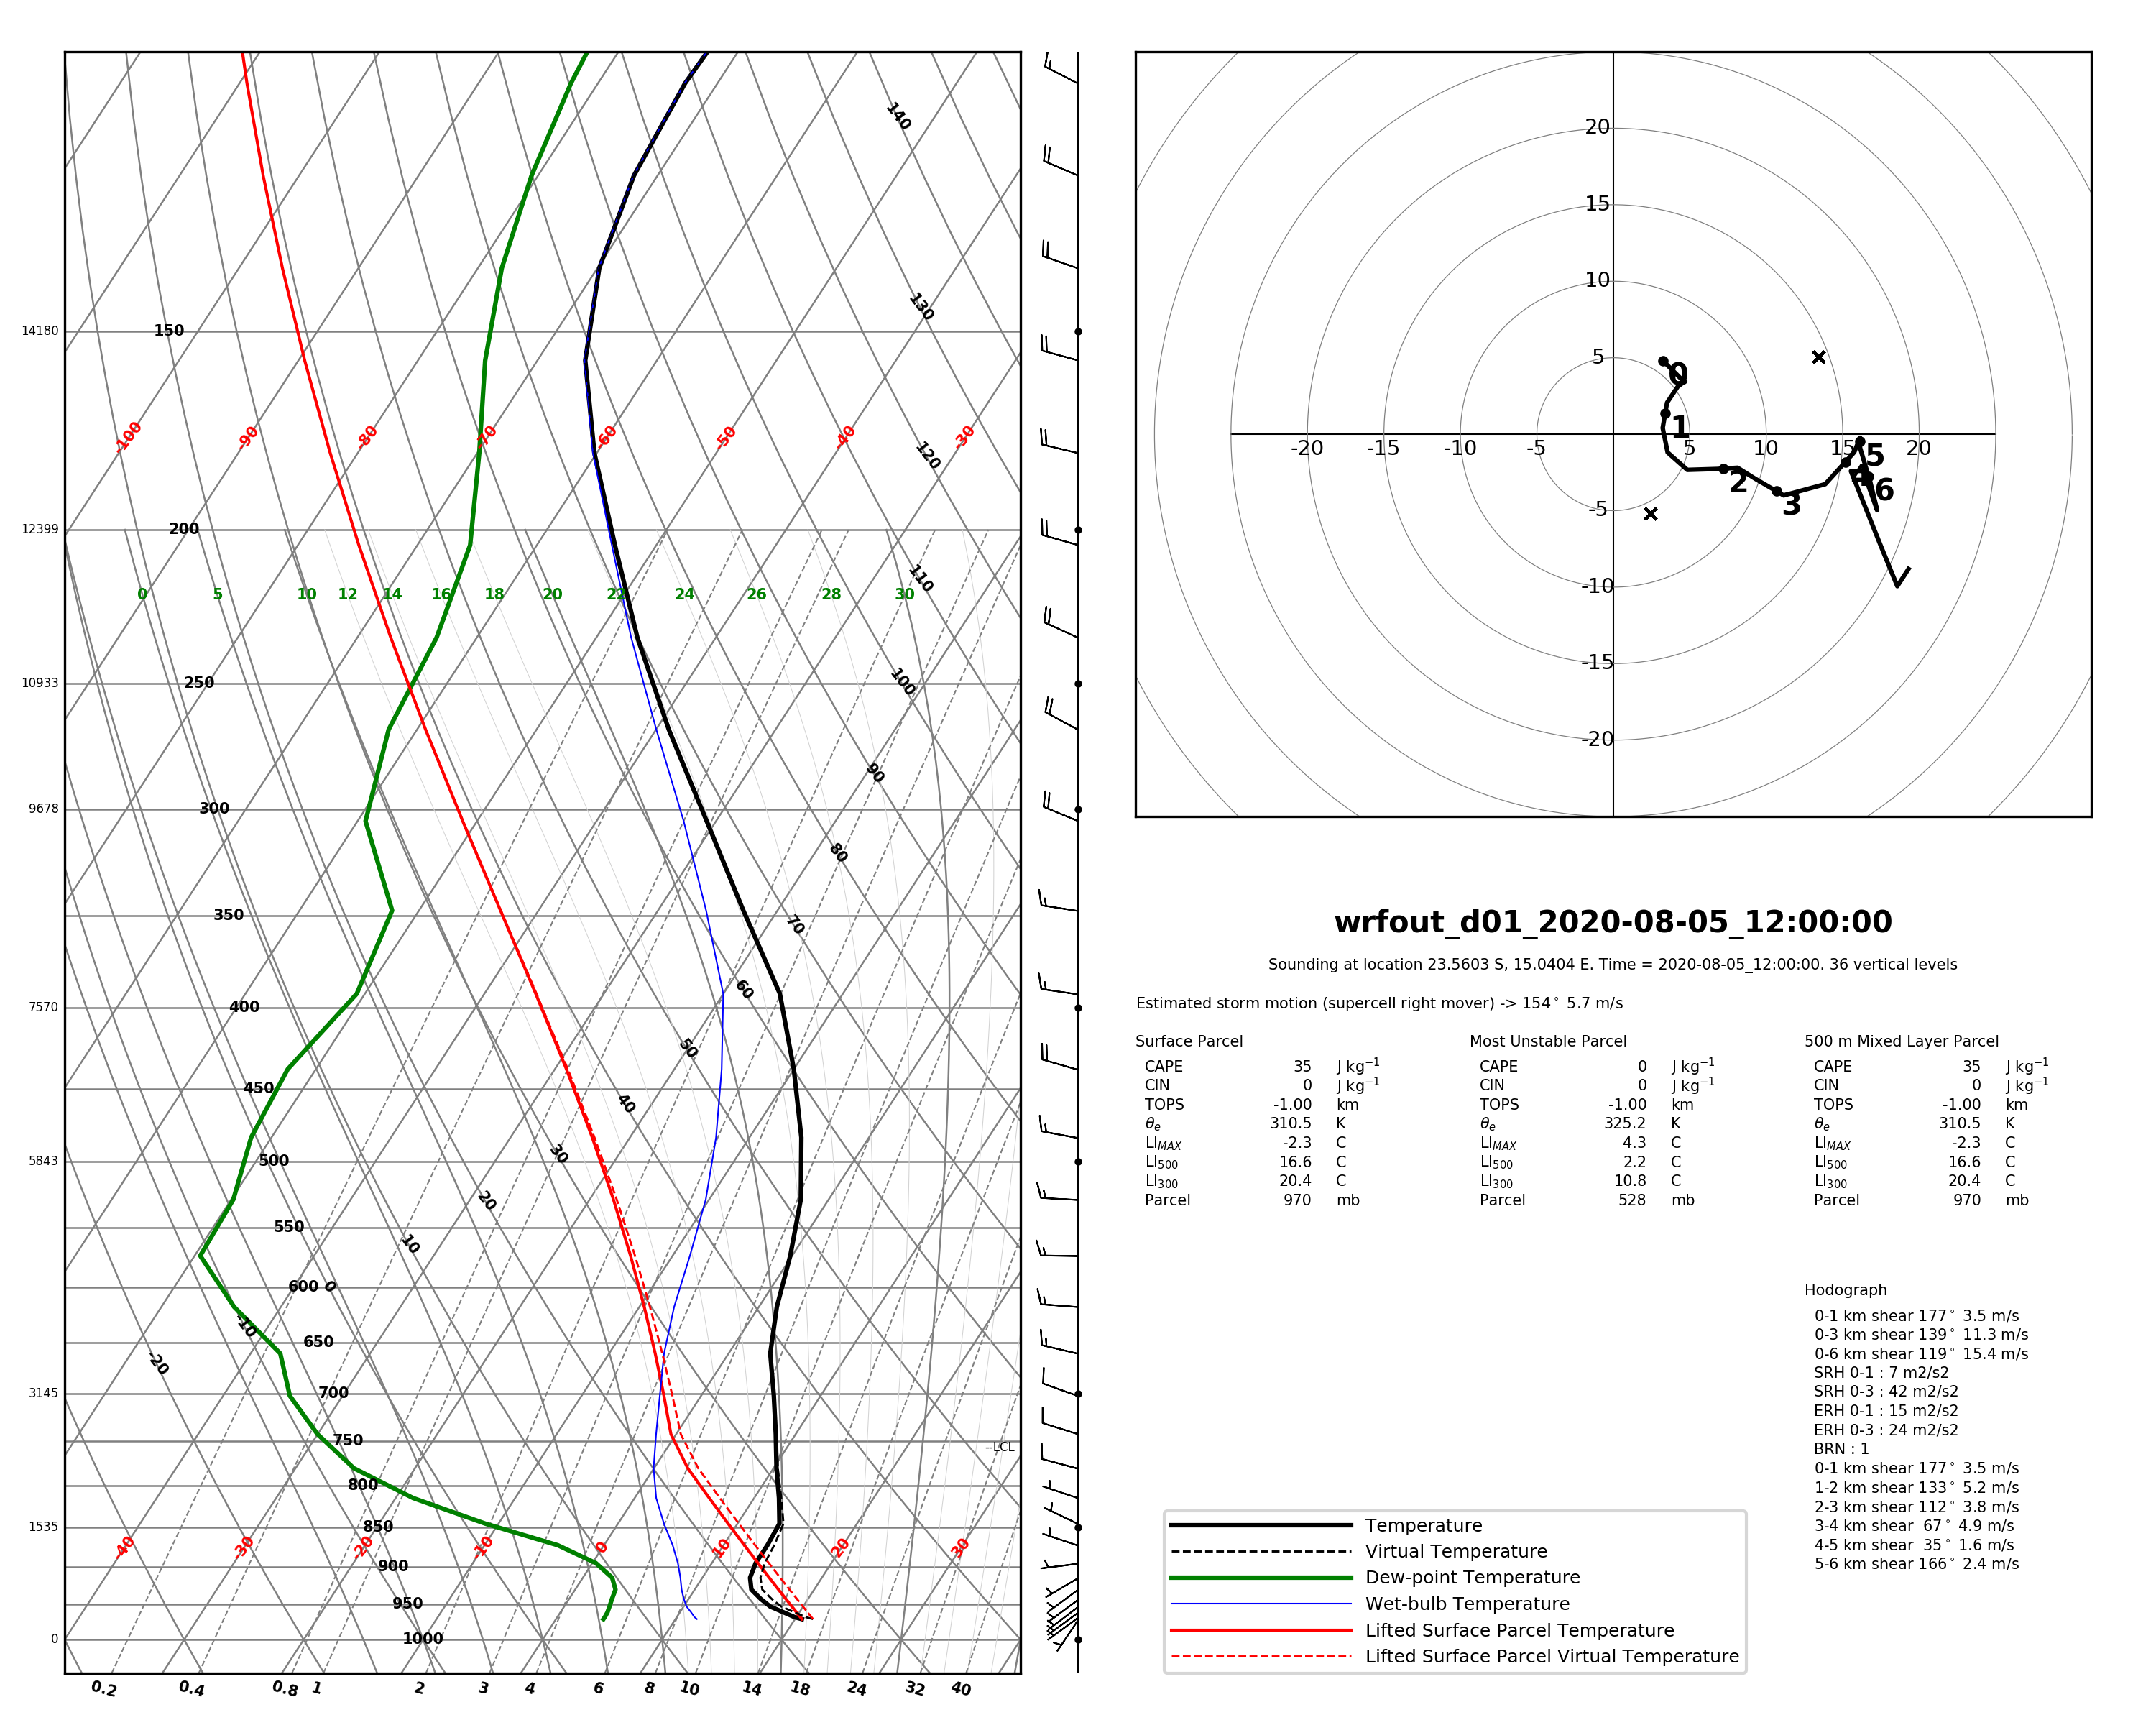 140
130
14180 150
-100 -90 -80 -70 -60 -50 -40 -30
120
12399 200
110
0 5 10 12 14 16 18 20 22 24 26 28 30
10933 250
100
90
9678 300
80
350
70
60
7570 400
50
450
40
5843 500
30
20
550
10
600 0
-10
650
-20
3145 700
750
--LCL
800
1535 850
-40 -30 -20 -10 0 10 20 30
900
950
0 1000
0.2 0.4 0.8 1 2 3 4 6 8 10 14 18 24 32 40
20
15
10
5
0
1
-20 -15 -10 -5 5 10 15 20
5
2
4
6
3
-5
-10
-15
-20
wrfout_d01_2020-08-05_12:00:00
Sounding at location 23.5603 S, 15.0404 E. Time = 2020-08-05_12:00:00. 36 vertical levels
Estimated storm motion (supercell right mover) -> 154° 5.7 m/s
Surface Parcel
CAPE 35 J kg⁻¹
CIN 0 J kg⁻¹
TOPS -1.00 km
θₑ 310.5 K
LI_MAX -2.3 C
LI₅₀₀ 16.6 C
LI₃₀₀ 20.4 C
Parcel 970 mb
Most Unstable Parcel
CAPE 0 J kg⁻¹
CIN 0 J kg⁻¹
TOPS -1.00 km
θₑ 325.2 K
LI_MAX 4.3 C
LI₅₀₀ 2.2 C
LI₃₀₀ 10.8 C
Parcel 528 mb
500 m Mixed Layer Parcel
CAPE 35 J kg⁻¹
CIN 0 J kg⁻¹
TOPS -1.00 km
θₑ 310.5 K
LI_MAX -2.3 C
LI₅₀₀ 16.6 C
LI₃₀₀ 20.4 C
Parcel 970 mb
Hodograph
0-1 km shear 177° 3.5 m/s
0-3 km shear 139° 11.3 m/s
0-6 km shear 119° 15.4 m/s
SRH 0-1 : 7 m2/s2
SRH 0-3 : 42 m2/s2
ERH 0-1 : 15 m2/s2
ERH 0-3 : 24 m2/s2
BRN : 1
0-1 km shear 177° 3.5 m/s
1-2 km shear 133° 5.2 m/s
2-3 km shear 112° 3.8 m/s
3-4 km shear 67° 4.9 m/s
4-5 km shear 35° 1.6 m/s
5-6 km shear 166° 2.4 m/s
Temperature
Virtual Temperature
Dew-point Temperature
Wet-bulb Temperature
Lifted Surface Parcel Temperature
Lifted Surface Parcel Virtual Temperature